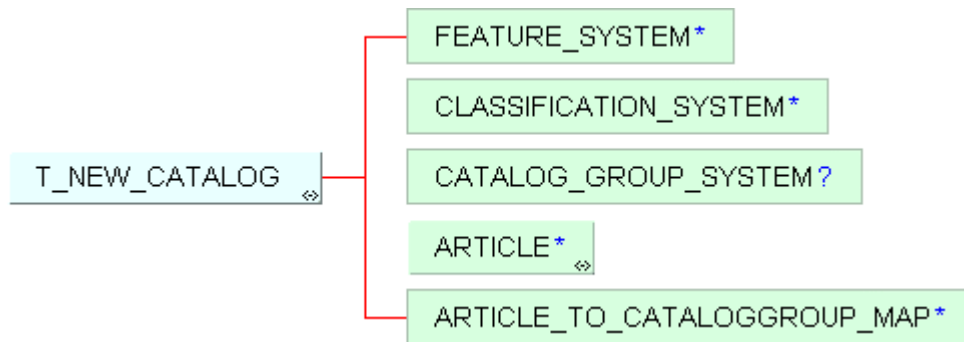 FEATURE_SYSTEM*
CLASSIFICATION_SYSTEM*
T_NEW_CATALOG
CATALOG_GROUP_SYSTEM?
ARTICLE*
ARTICLE_TO_CATALOGGROUP_MAP*